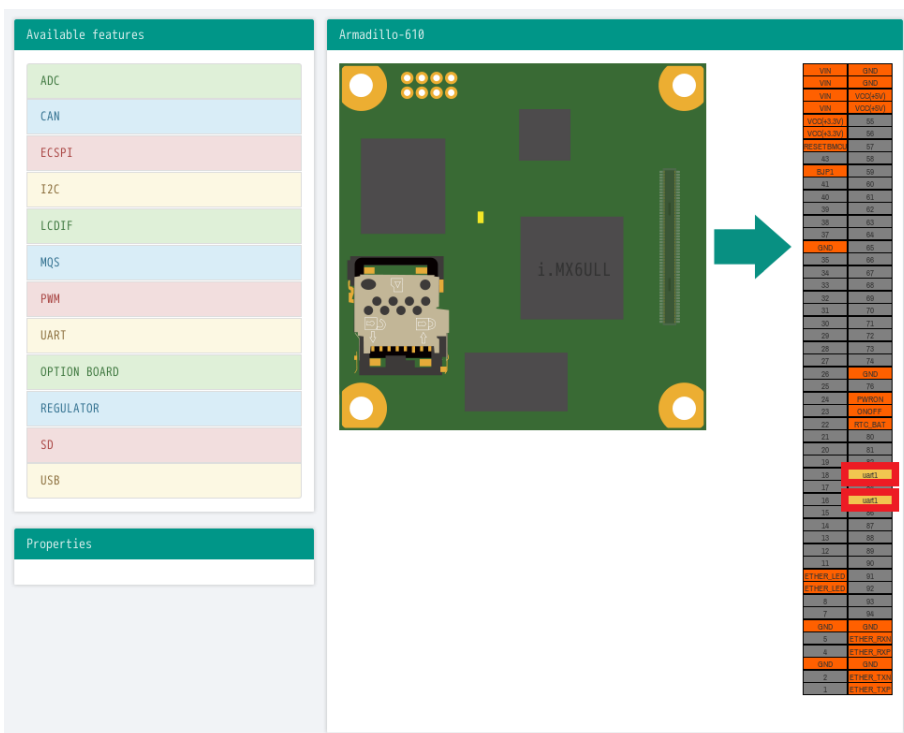 Available features
ADC
CAN
ECSPI
I2C
LCDIF
MQS
PWM
UART
OPTION BOARD
REGULATOR
SD
USB
Properties
Armadillo-610
i.MX6ULL
VIN GND
VIN GND
VIN VCC(+5V)
VIN VCC(+5V)
VCC(+3.3V) 55
VCC(+3.3V) 56
RESETBMCU 57
43 58
BJP1 59
41 60
40 61
39 62
38 63
37 64
GND 65
35 66
34 67
33 68
32 69
31 70
30 71
29 72
28 73
27 74
26 GND
25 76
24 PWRON
23 ONOFF
22 RTC_BAT
21 80
20 81
19
18 uart1
17
16 uart1
15
14 87
13 88
12 89
11 90
ETHER_LED 91
ETHER_LED 92
8 93
7 94
GND GND
5 ETHER_RXN
4 ETHER_RXP
GND GND
2 ETHER_TXN
1 ETHER_TXP